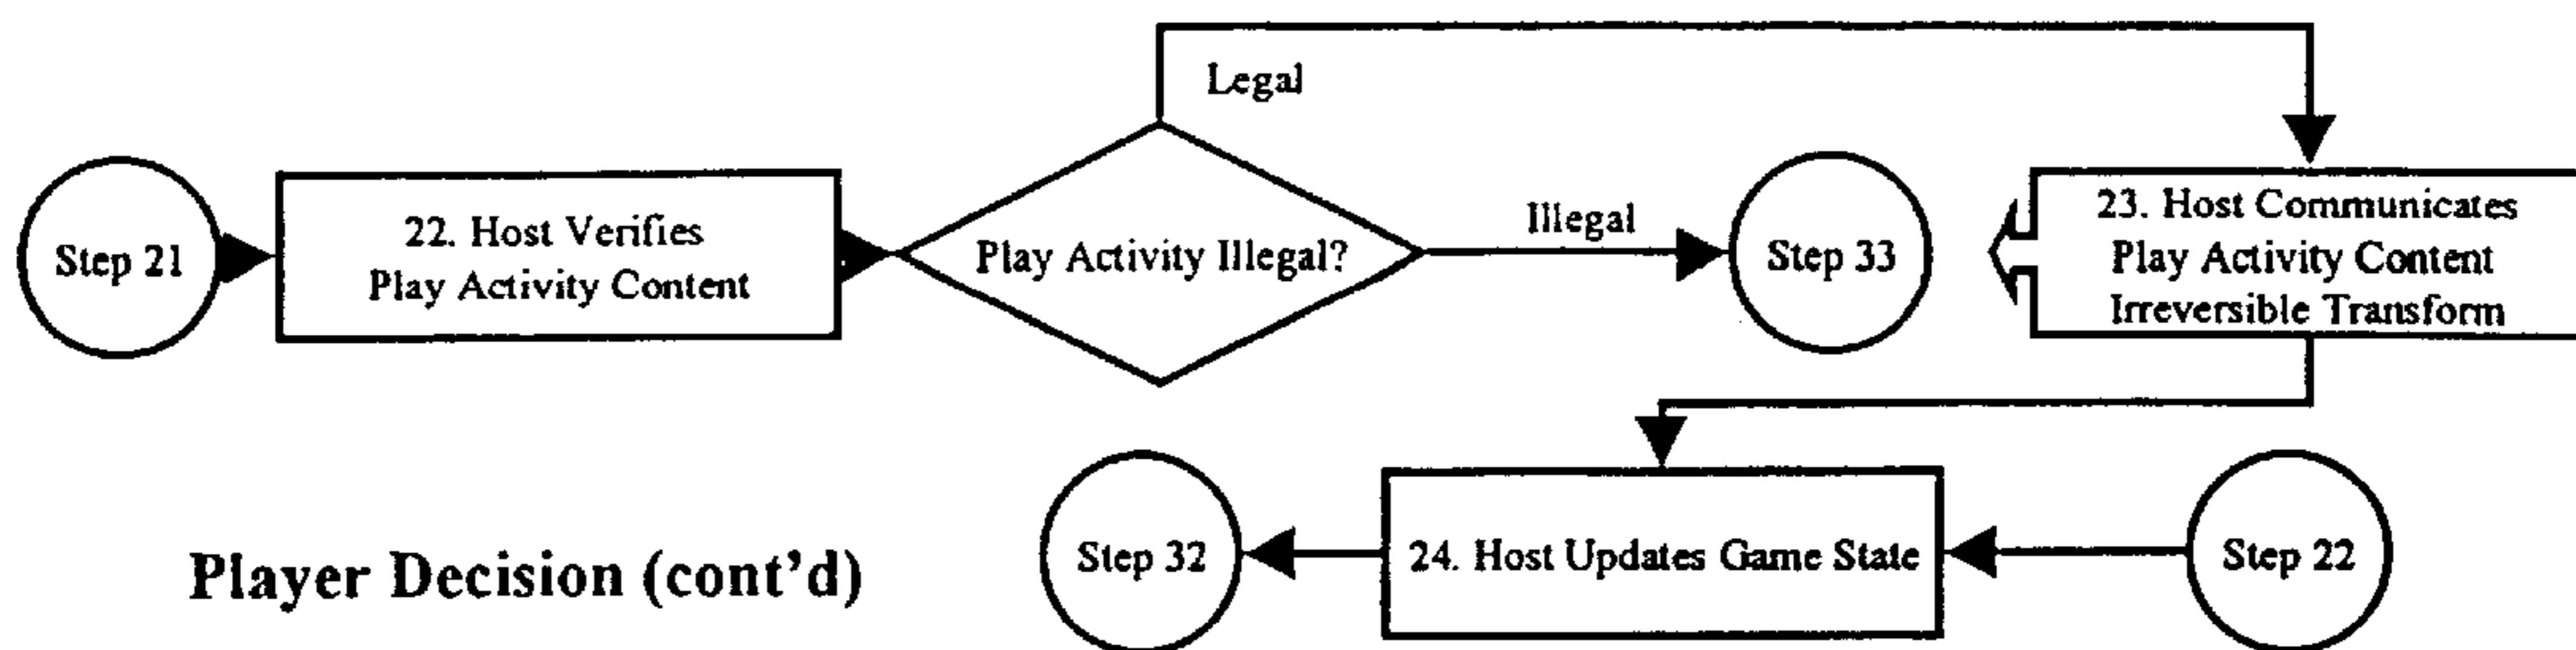 Legal
Step 21
22. Host Verifies
Play Activity Content
Play Activity Illegal?
Illegal
Step 33
23. Host Communicates
Play Activity Content
Irreversible Transform
Player Decision (cont'd)
Step 32
24. Host Updates Game State
Step 22